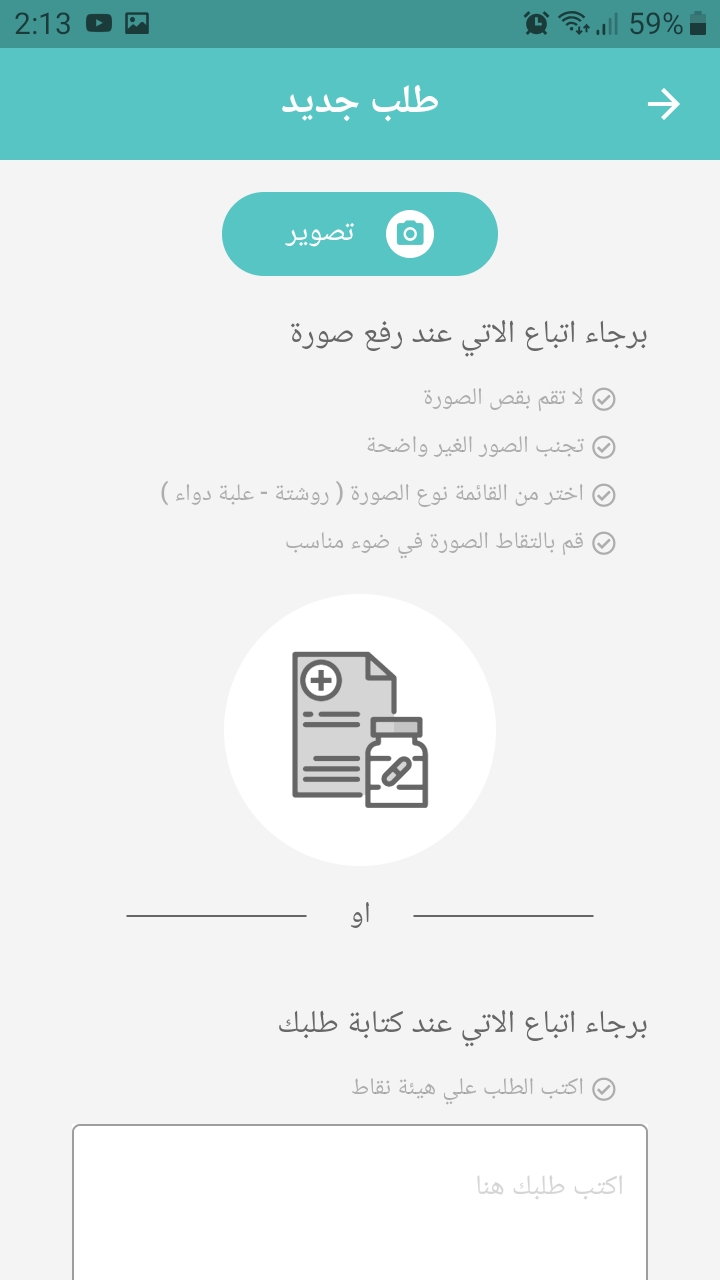 2:13
59%
طلب جديد
تصوير
برجاء اتباع الاتي عند رفع صورة
لا تقم بقص الصورة
تجنب الصور الغير واضحة
اختر من القائمة نوع الصورة ( روشتة - علبة دواء )
قم بالتقاط الصورة في ضوء مناسب
او
برجاء اتباع الاتي عند كتابة طلبك
اكتب الطلب علي هيئة نقاط
اكتب طلبك هنا